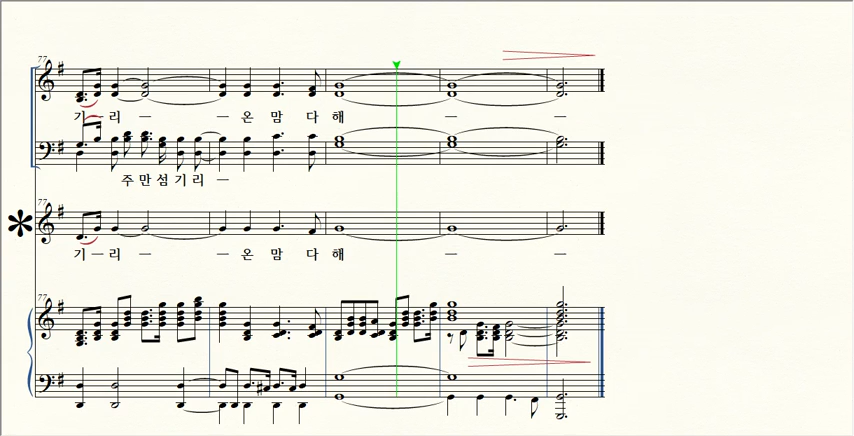 77
기 — 리 — — 온 맘 다 해 — —
주 만 섬 기 리 —
77
기 — 리 — — 온 맘 다 해 — —
77